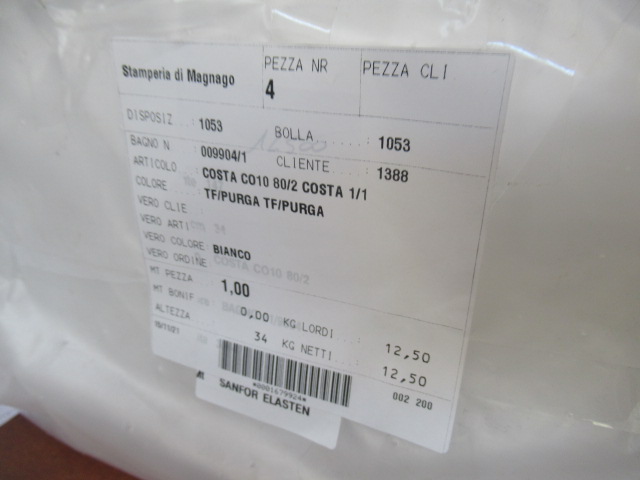 Stamperia di Magnago PEZZA NR 4 PEZZA CLI
DISPOSIZ : 1053 BOLLA : 1053
BAGNO N : 009904/1 CLIENTE : 1388
ARTICOLO : COSTA CO10 80/2 COSTA 1/1
COLORE TF/PURGA TF/PURGA
VERO CLIE
VERO ARTI 34
VERO COLORE BIANCO
VERO ORDINE COSTA CO10 80/2
MT PEZZA : 1,00
MT BONIF 0,00 KG LORDI : 12,50
ALTEZZA 34 KG NETTI : 12,50
002 200
*0001479924*
SANFOR ELASTEN